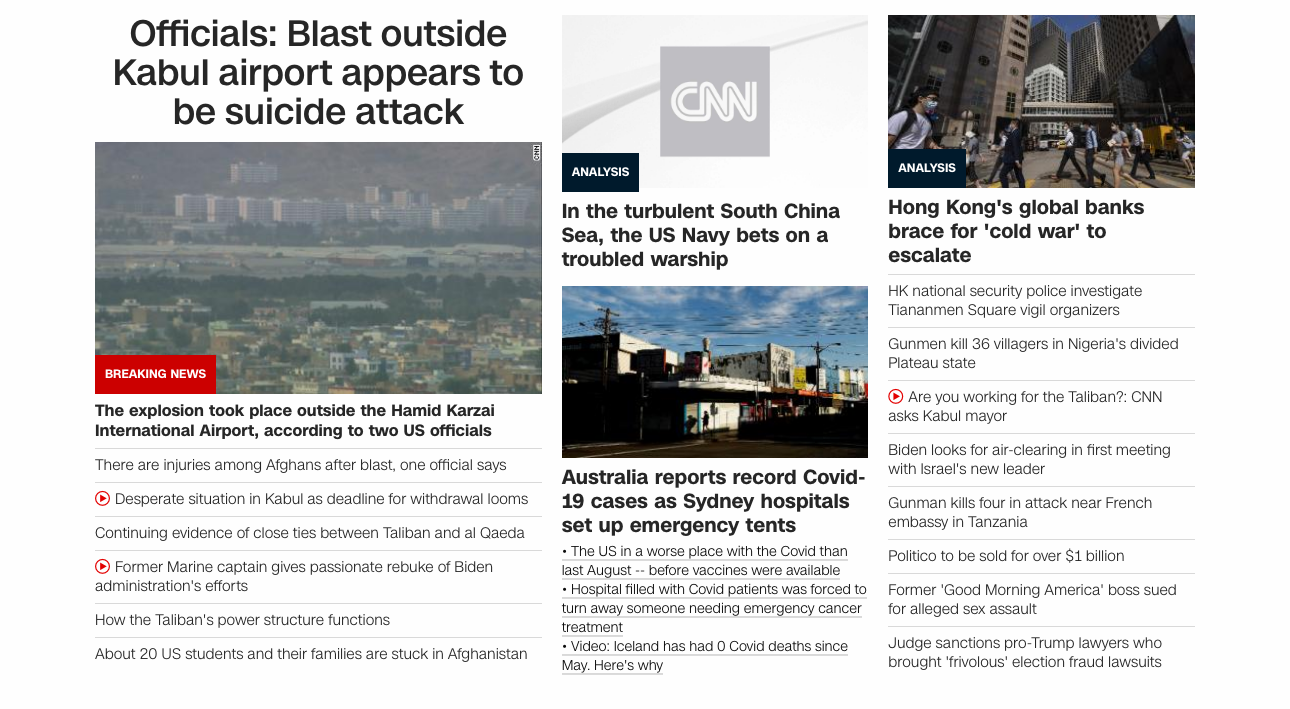 Officials: Blast outside
Kabul airport appears to
be suicide attack
CNN
BREAKING NEWS
The explosion took place outside the Hamid Karzai
International Airport, according to two US officials
There are injuries among Afghans after blast, one official says
Desperate situation in Kabul as deadline for withdrawal looms
Continuing evidence of close ties between Taliban and al Qaeda
Former Marine captain gives passionate rebuke of Biden
administration's efforts
How the Taliban's power structure functions
About 20 US students and their families are stuck in Afghanistan
CNN
ANALYSIS
In the turbulent South China
Sea, the US Navy bets on a
troubled warship
Australia reports record Covid-
19 cases as Sydney hospitals
set up emergency tents
• The US in a worse place with the Covid than
last August -- before vaccines were available
• Hospital filled with Covid patients was forced to
turn away someone needing emergency cancer
treatment
• Video: Iceland has had 0 Covid deaths since
May. Here's why
ANALYSIS
Hong Kong's global banks
brace for 'cold war' to
escalate
HK national security police investigate
Tiananmen Square vigil organizers
Gunmen kill 36 villagers in Nigeria's divided
Plateau state
Are you working for the Taliban?: CNN
asks Kabul mayor
Biden looks for air-clearing in first meeting
with Israel's new leader
Gunman kills four in attack near French
embassy in Tanzania
Politico to be sold for over $1 billion
Former 'Good Morning America' boss sued
for alleged sex assault
Judge sanctions pro-Trump lawyers who
brought 'frivolous' election fraud lawsuits